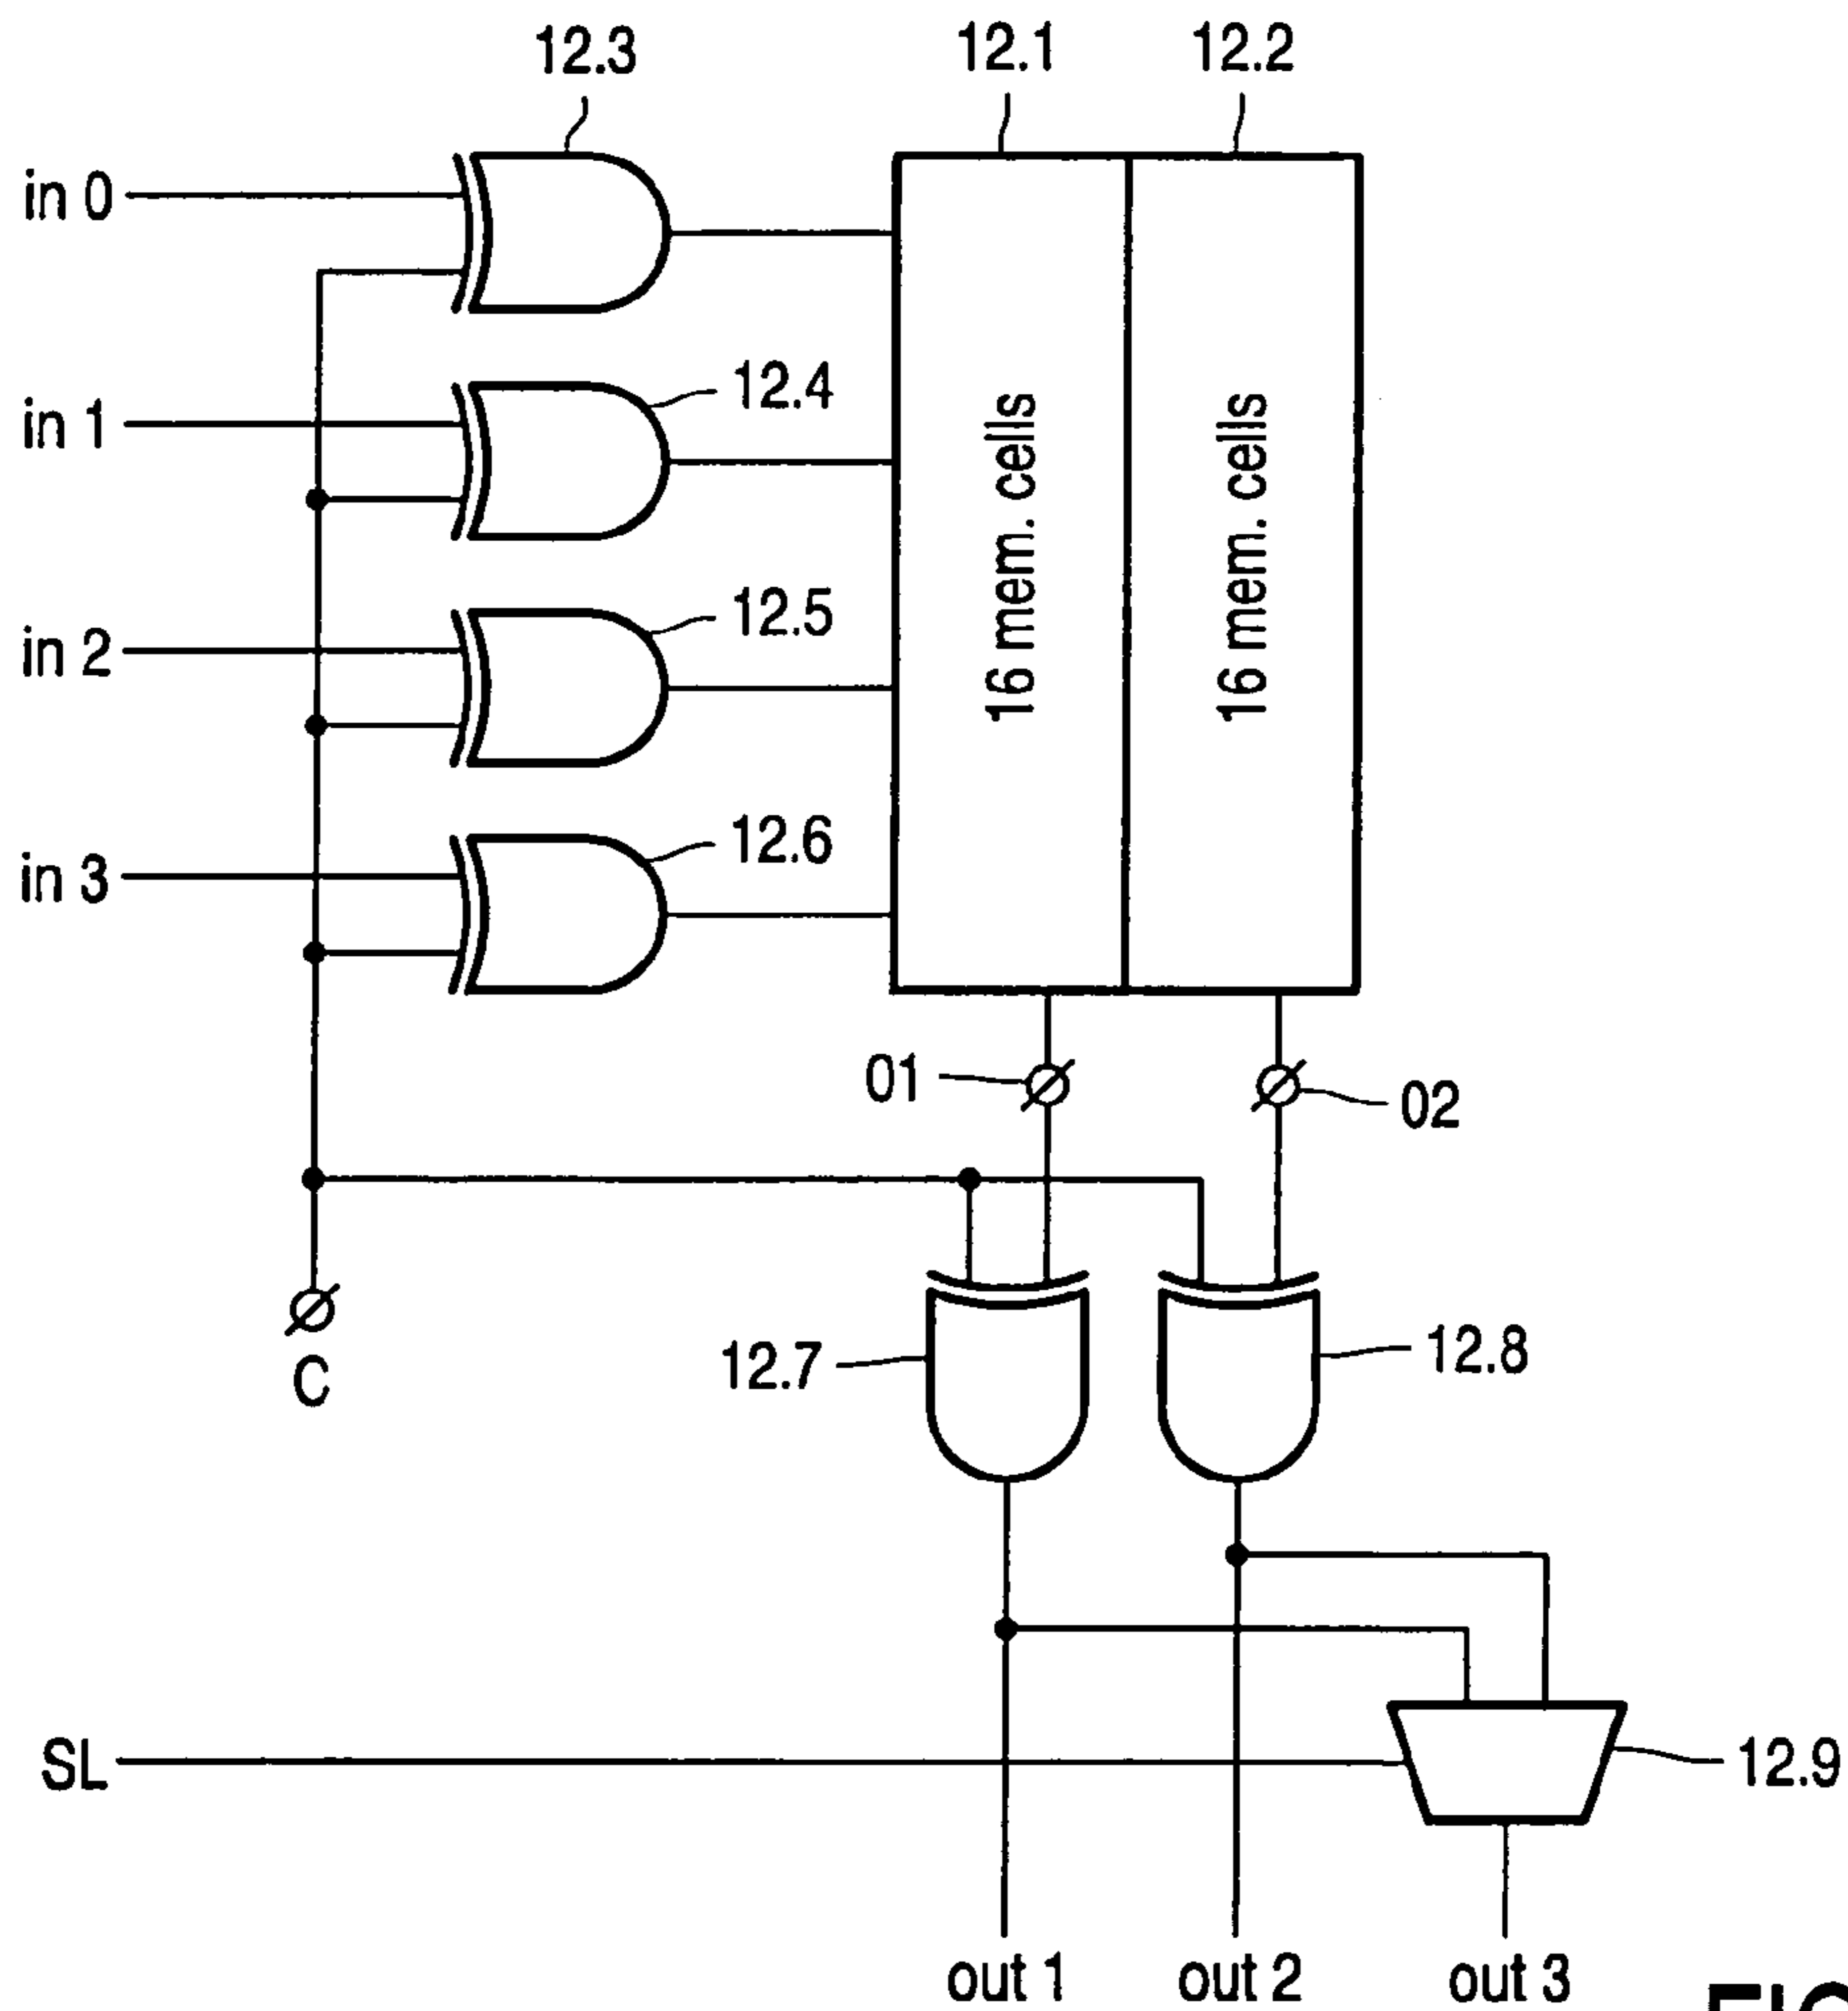 12.3
12.1
12.2
in 0
12.4
in 1
16 mem. cells
16 mem. cells
12.5
in 2
12.6
in 3
01
02
12.7
12.8
C
SL
12.9
out 1
out 2
out 3